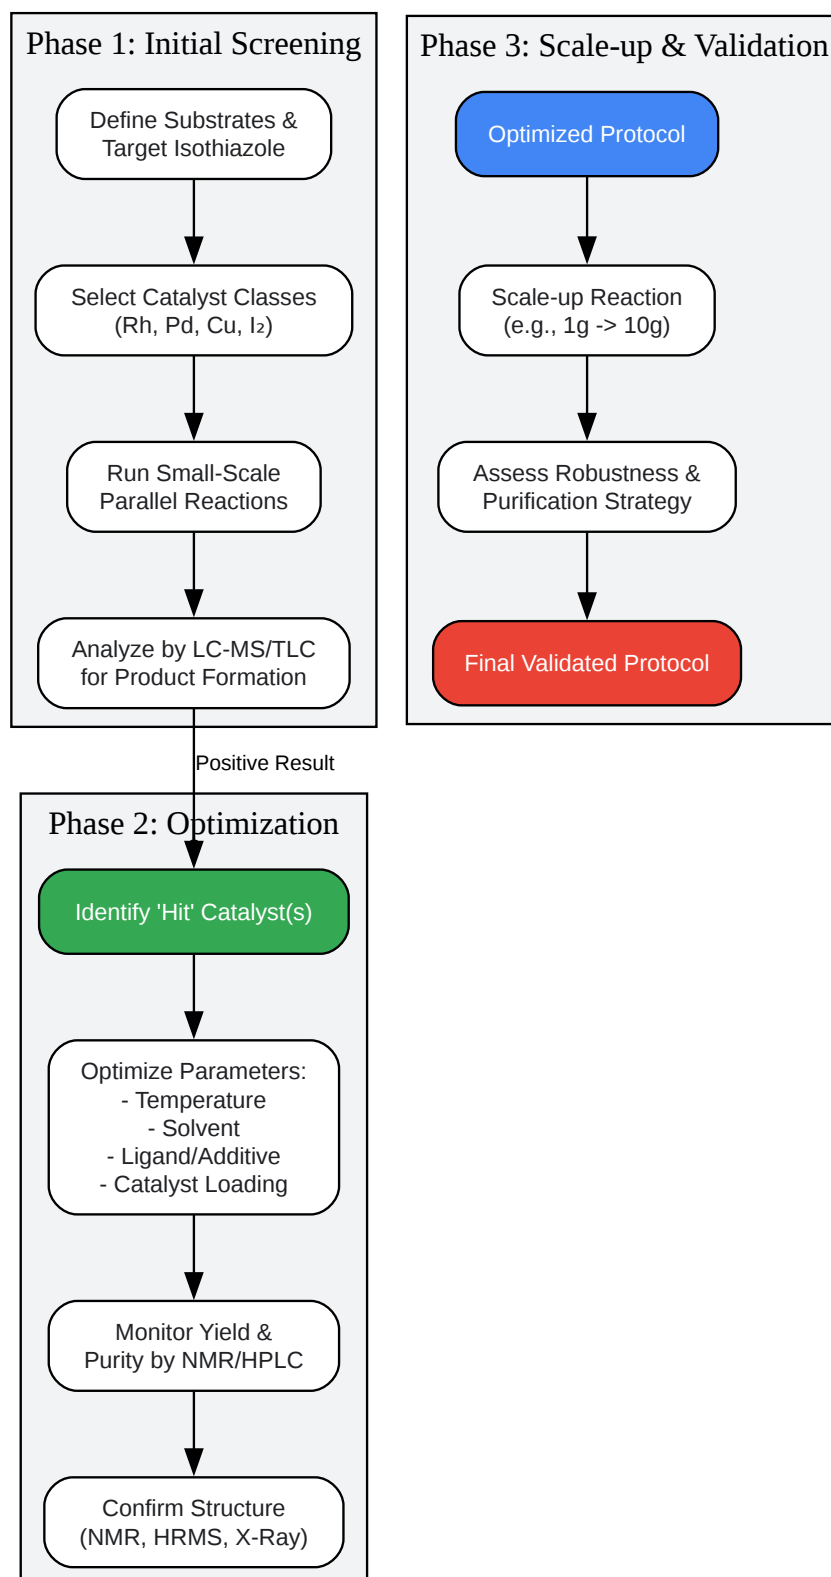 Phase 1: Initial Screening
Define Substrates &
Target Isothiazole
Select Catalyst Classes
(Rh, Pd, Cu, I₂)
Run Small-Scale
Parallel Reactions
Analyze by LC-MS/TLC
for Product Formation
Positive Result
Phase 2: Optimization
Identify 'Hit' Catalyst(s)
Optimize Parameters:
- Temperature
- Solvent
- Ligand/Additive
- Catalyst Loading
Monitor Yield &
Purity by NMR/HPLC
Confirm Structure
(NMR, HRMS, X-Ray)
Phase 3: Scale-up & Validation
Optimized Protocol
Scale-up Reaction
(e.g., 1g -> 10g)
Assess Robustness &
Purification Strategy
Final Validated Protocol